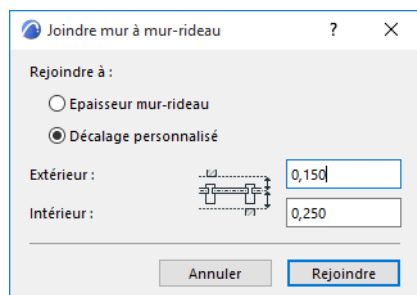 Joindre mur à mur-rideau
Rejoindre à :
Epaisseur mur-rideau
Décalage personnalisé
Extérieur :
0,150
Intérieur :
0,250
Annuler
Rejoindre